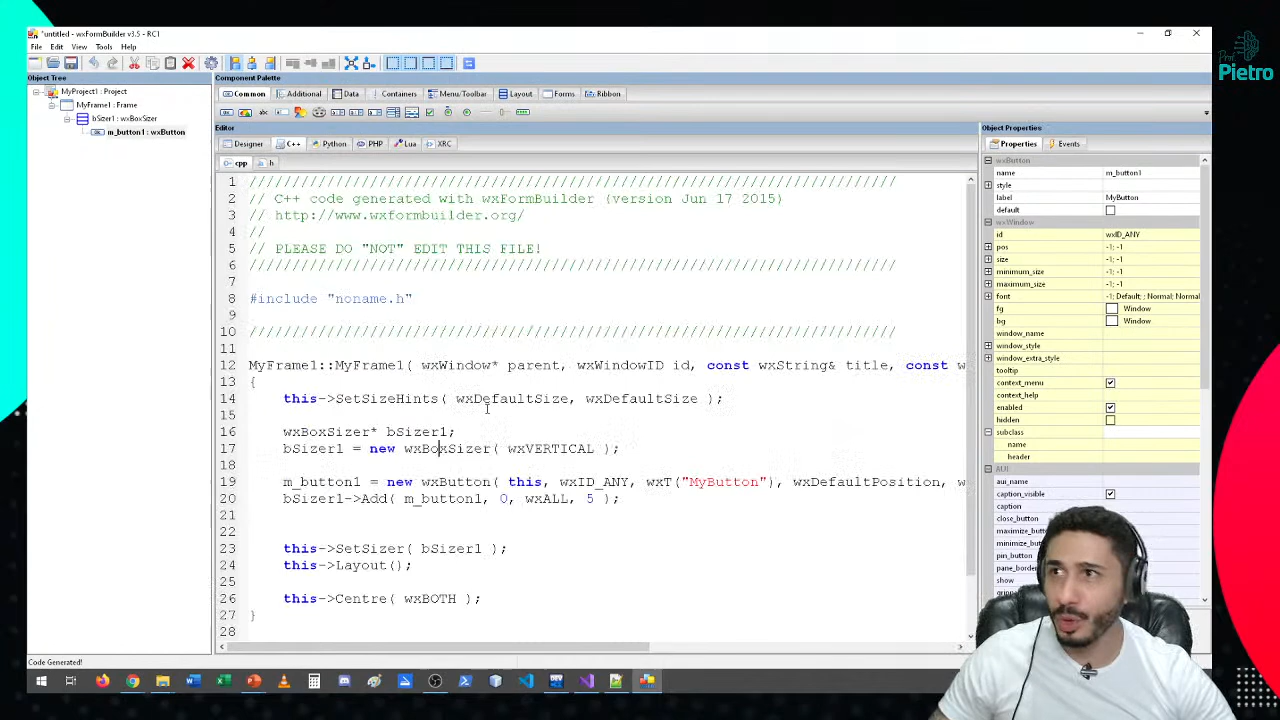 *untitled - wxFormBuilder v3.5 - RC1
File Edit View Tools Help
Prof.
Pietro
Object Tree
MyProject1 : Project
MyFrame1 : Frame
bSizer1 : wxBoxSizer
m_button1 : wxButton
Component Palette
Common Additional Data Containers Menu/Toolbar Layout Forms Ribbon
Editor
Designer C++ Python PHP Lua XRC
cpp h
1 //////////////////////////////////////////////////////////////////////////
2 // C++ code generated with wxFormBuilder (version Jun 17 2015)
3 // http://www.wxformbuilder.org/
4 //
5 // PLEASE DO "NOT" EDIT THIS FILE!
6 //////////////////////////////////////////////////////////////////////////
7
8 #include "noname.h"
9
10 //////////////////////////////////////////////////////////////////////////
11
12 MyFrame1::MyFrame1( wxWindow* parent, wxWindowID id, const wxString& title, const w
13 {
14 this->SetSizeHints( wxDefaultSize, wxDefaultSize );
15
16 wxBoxSizer* bSizer1;
17 bSizer1 = new wxBoxSizer( wxVERTICAL );
18
19 m_button1 = new wxButton( this, wxID_ANY, wxT("MyButton"), wxDefaultPosition, w
20 bSizer1->Add( m_button1, 0, wxALL, 5 );
21
22
23 this->SetSizer( bSizer1 );
24 this->Layout();
25
26 this->Centre( wxBOTH );
27 }
28
Object Properties
Properties Events
wxButton
name m_button1
style
label MyButton
default
wxWindow
id wxID_ANY
pos -1; -1
size -1; -1
minimum_size -1; -1
maximum_size -1; -1
font -1; Default; ; Normal; Normal
fg Window
bg Window
window_name
window_style
window_extra_style
tooltip
context_menu
context_help
enabled
hidden
subclass
name
header
AUI
aui_name
caption_visible
caption
close_button
show
Code Generated!